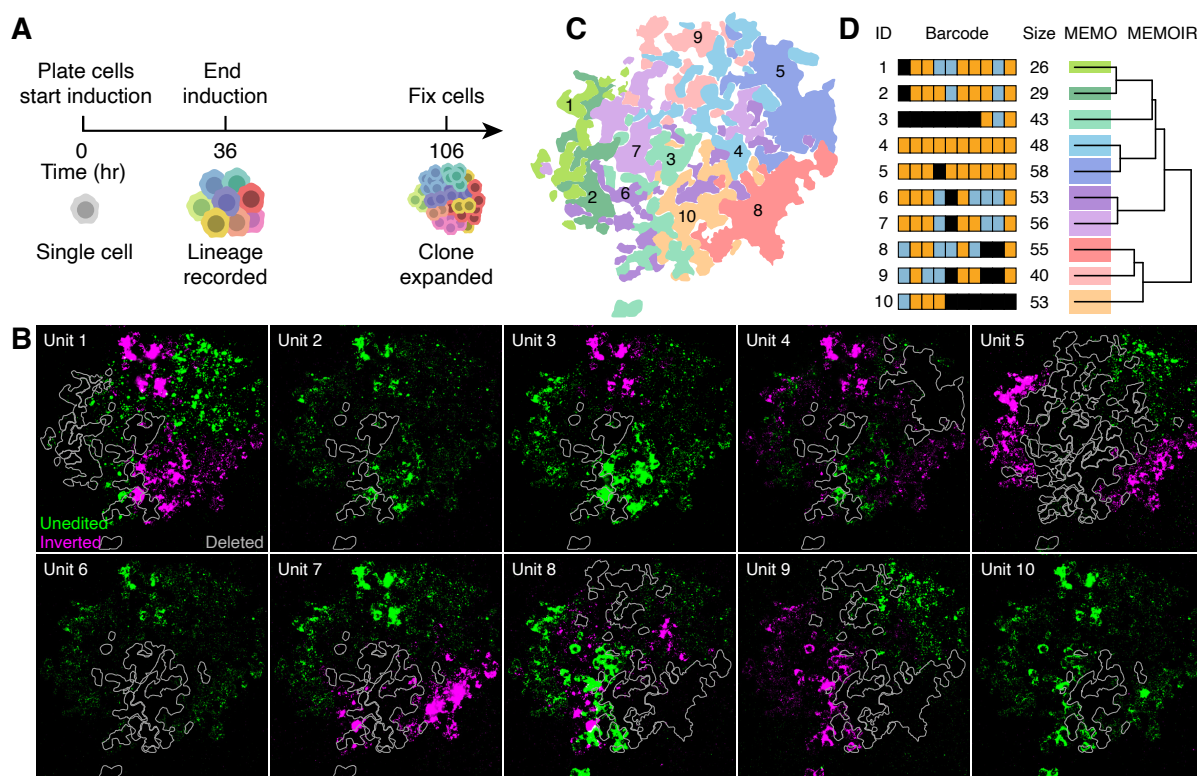 A
Plate cells
start induction
End
induction
Fix cells
0
36
106
Time (hr)
Single cell
Lineage
recorded
Clone
expanded
C
9
5
1
7
3
4
2
6
10
8
D
ID Barcode Size MEMO MEMOIR
1 26
2 29
3 43
4 48
5 58
6 53
7 56
8 55
9 40
10 53
B
Unit 1
Unit 2
Unit 3
Unit 4
Unit 5
Unedited
Inverted
Deleted
Unit 6
Unit 7
Unit 8
Unit 9
Unit 10